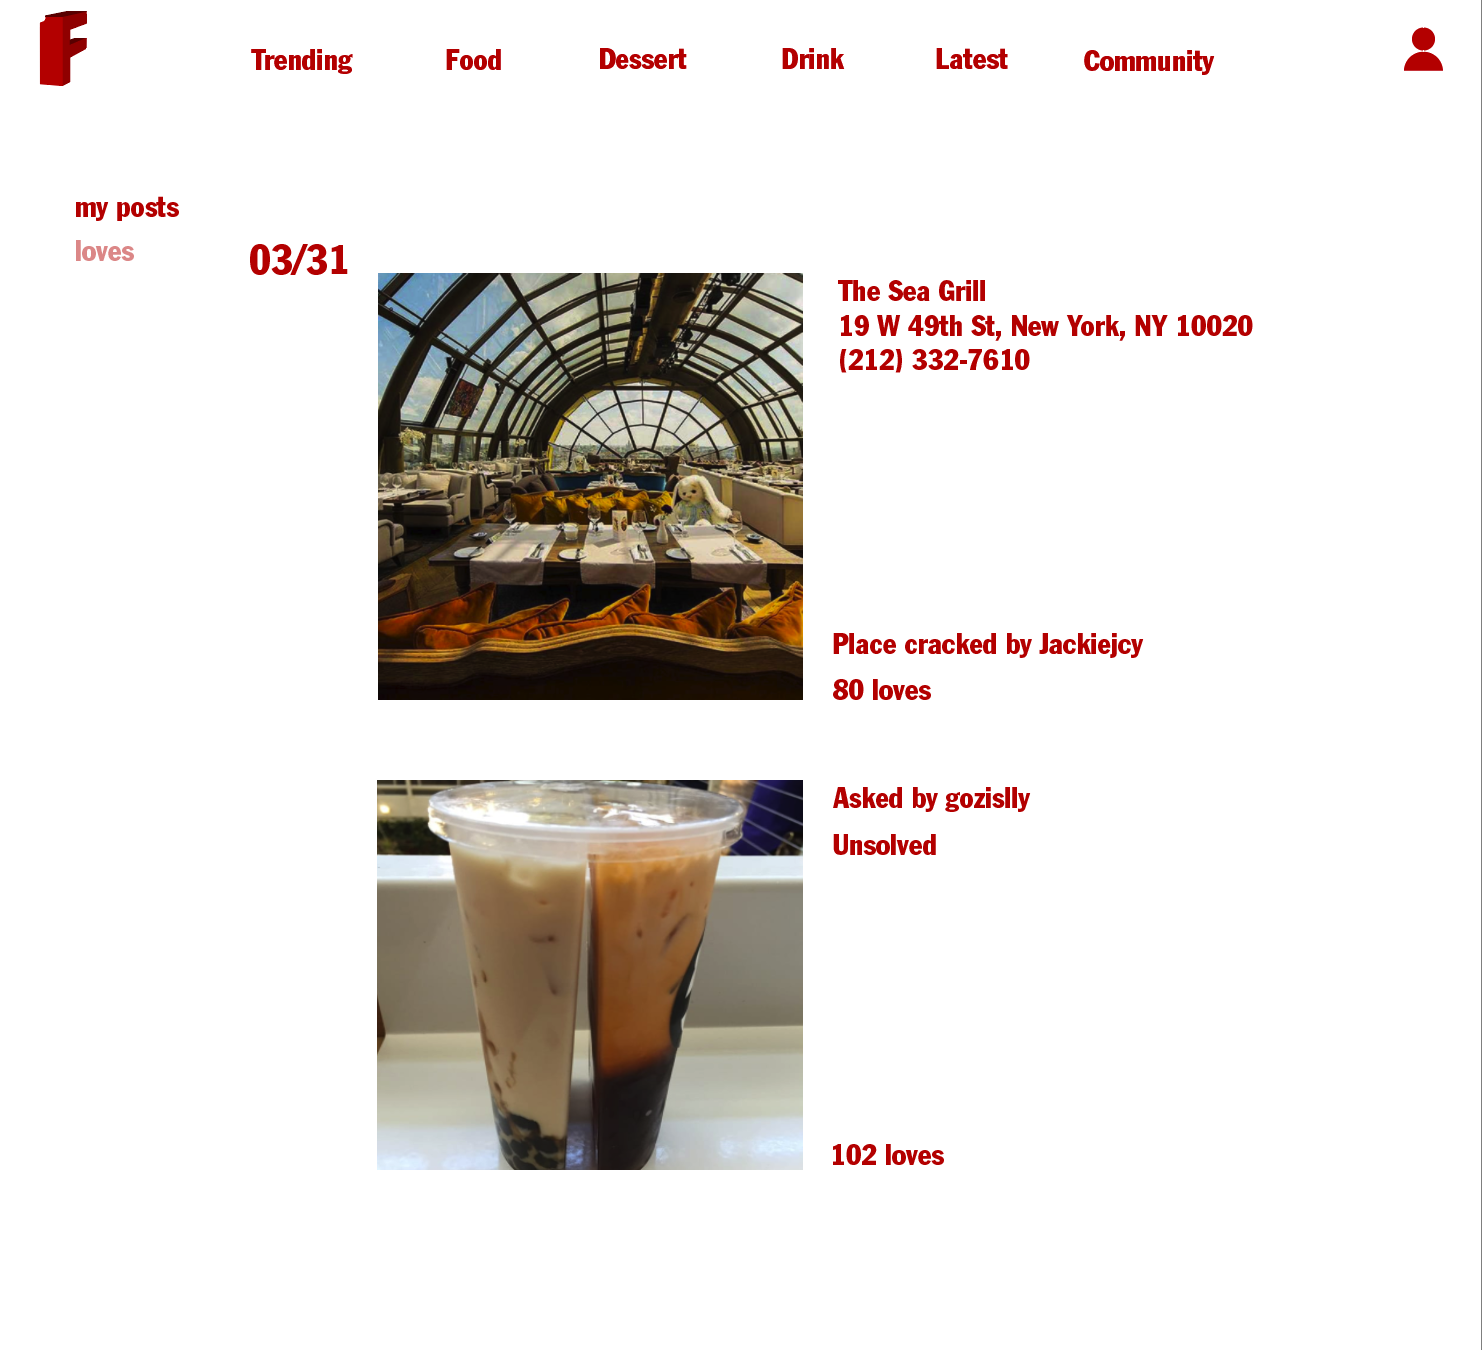 F
Trending Food Dessert Drink Latest Community
my posts
loves
03/31
The Sea Grill
19 W 49th St, New York, NY 10020
(212) 332-7610
Place cracked by Jackiejcy
80 loves
Asked by gozislly
Unsolved
102 loves